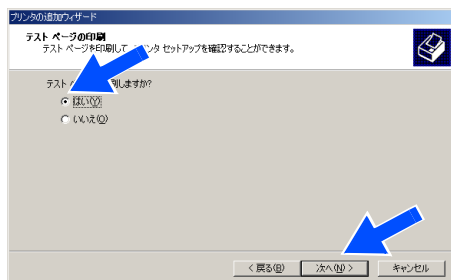 プリンタの追加ウィザード
テスト ページの印刷
テスト ページを印刷して、 セットアップを確認することができます。
テスト 刷しますか?
はい(Y)
いいえ(O)
< 戻る(B)
次へ(N) >
キャンセル